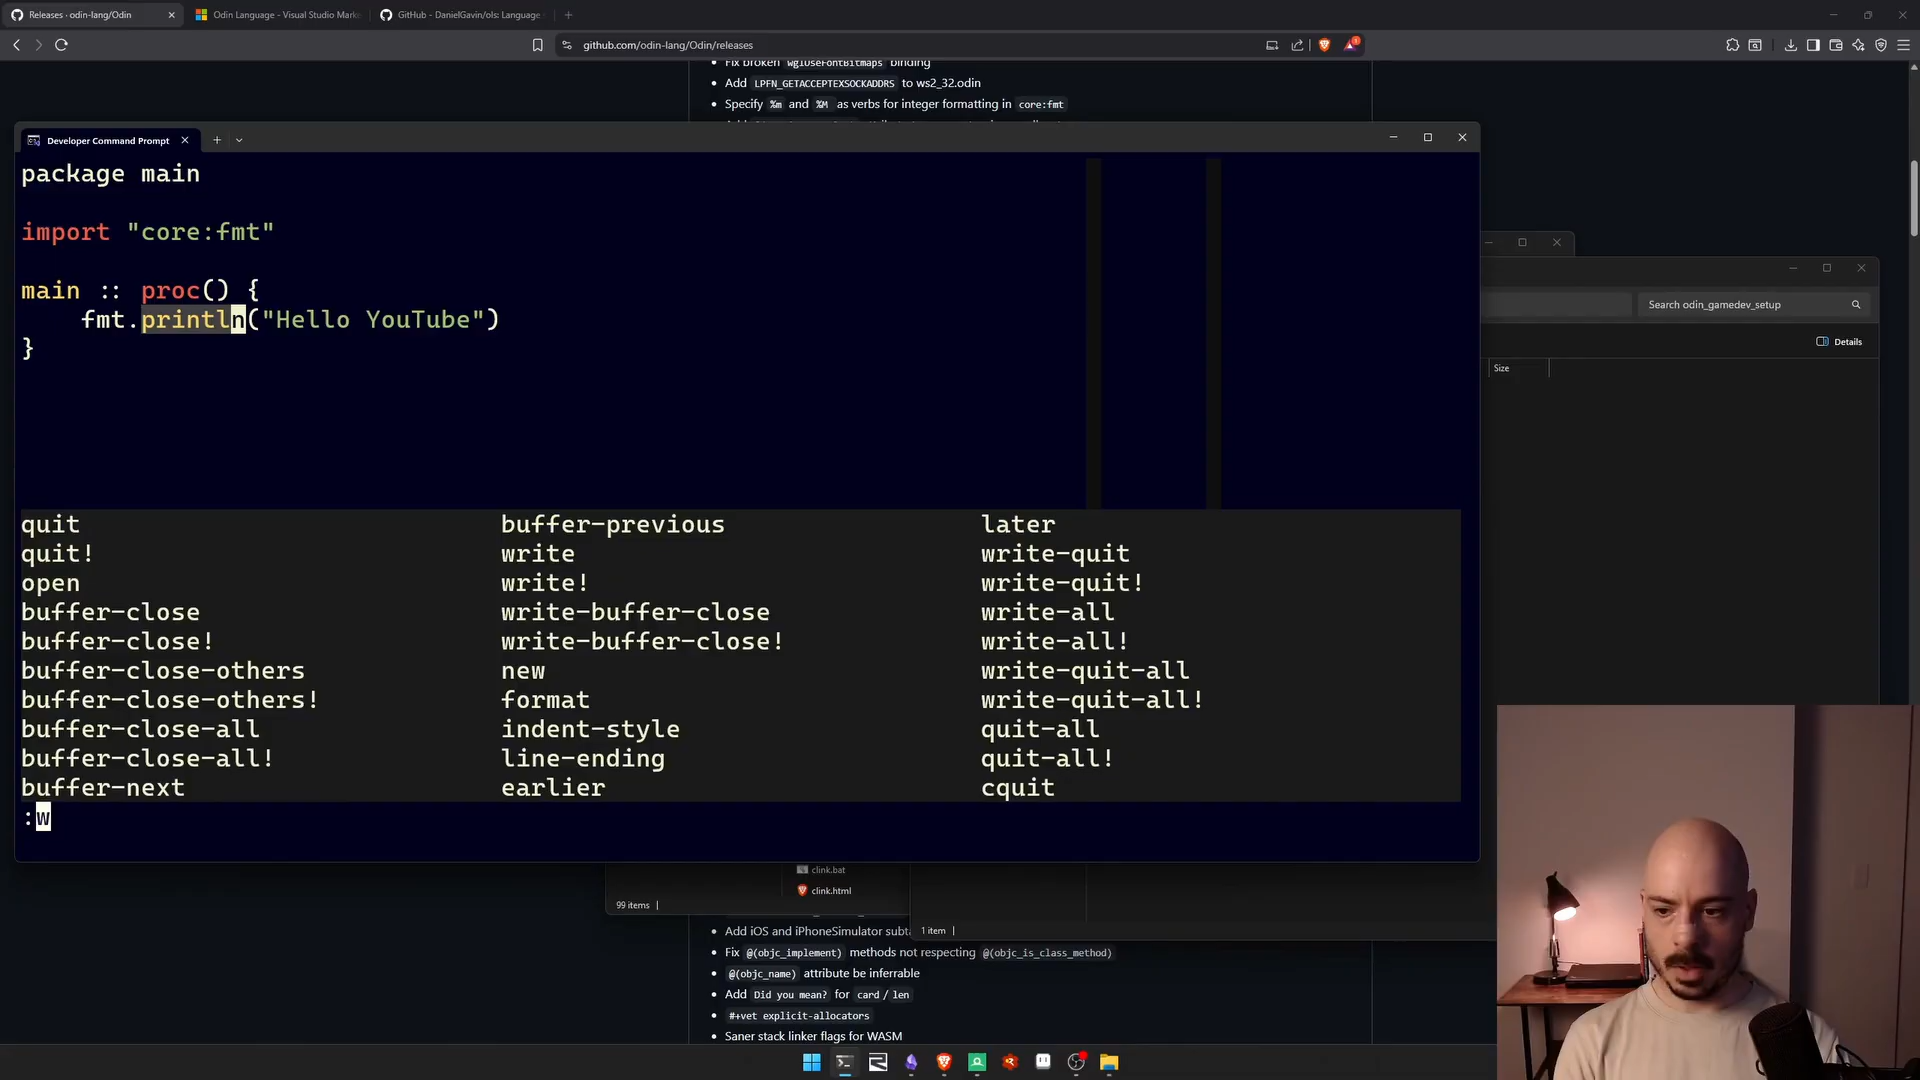 Releases · odin-lang/Odin
Odin Language - Visual Studio Marke
GitHub - DanielGavin/ols: Language
github.com/odin-lang/Odin/releases
Fix broken wglUseFontBitmaps binding
Add LPFN_GETACCEPTEXSOCKADDRS to ws2_32.odin
Specify %m and %M as verbs for integer formatting in core:fmt
Developer Command Prompt
package main
import "core:fmt"
main :: proc() {
fmt.println("Hello YouTube")
}
Search odin_gamedev_setup
Details
Size
quit buffer-previous later
quit! write write-quit
open write! write-quit!
buffer-close write-buffer-close write-all
buffer-close! write-buffer-close! write-all!
buffer-close-others new write-quit-all
buffer-close-others! format write-quit-all!
buffer-close-all indent-style quit-all
buffer-close-all! line-ending quit-all!
buffer-next earlier cquit
:w
clink.bat
clink.html
99 items
1 item
Add iOS and iPhoneSimulator subta
Fix @(objc_implement) methods not respecting @(objc_is_class_method)
@(objc_name) attribute be inferrable
Add Did you mean? for card / len
#+vet explicit-allocators
Saner stack linker flags for WASM